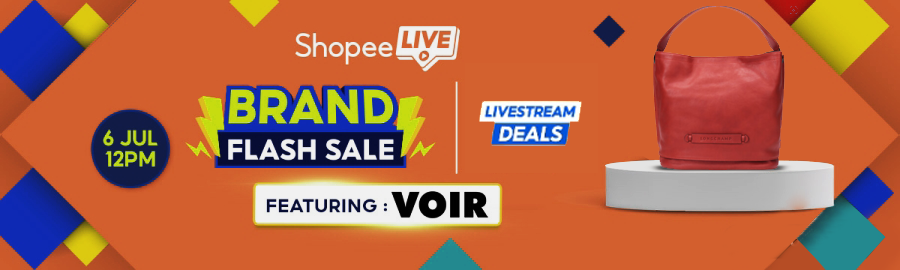 Shopee LIVE
BRAND
FLASH SALE
6 JUL
12PM
LIVESTREAM
DEALS
FEATURING : VOIR